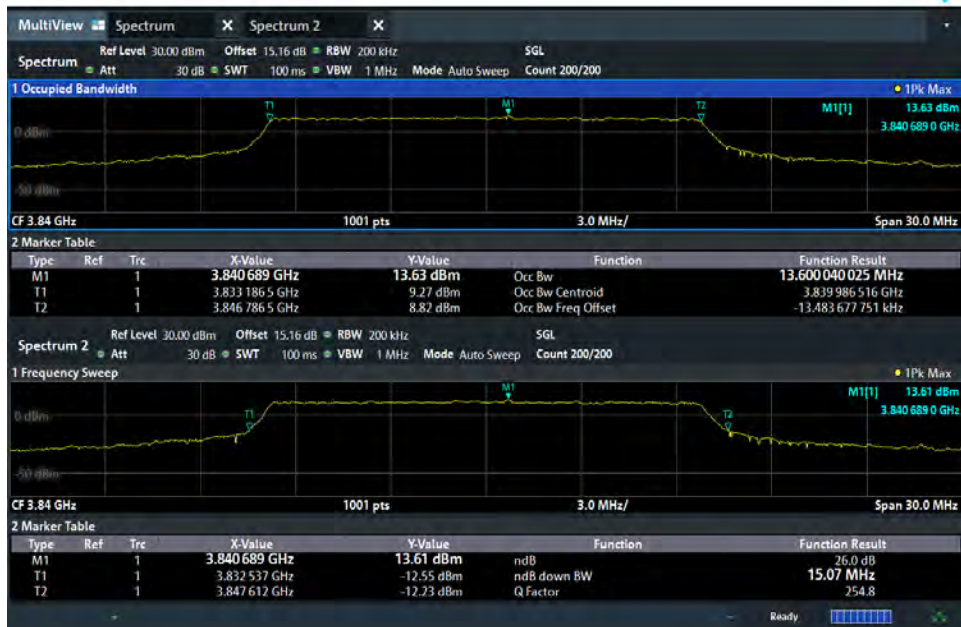 MultiView Spectrum X Spectrum 2 X
Spectrum Ref Level 30.00 dBm Offset 15.16 dB RBW 200 kHz SGL
Att 30 dB SWT 100 ms VBW 1 MHz Mode Auto Sweep Count 200/200
1 Occupied Bandwidth 1Pk Max
T1 M1 T2 M1[1] 13.63 dBm
3.840 689 0 GHz
0 dBm
-50 dBm
CF 3.84 GHz 1001 pts 3.0 MHz/ Span 30.0 MHz
2 Marker Table
Type Ref Trc X-Value Y-Value Function Function Result
M1 1 3.840 689 GHz 13.63 dBm Occ Bw 13.600 040 025 MHz
T1 1 3.833 186 5 GHz 9.27 dBm Occ Bw Centroid 3.839 986 516 GHz
T2 1 3.846 786 5 GHz 8.82 dBm Occ Bw Freq Offset -13.483 677 751 kHz
Spectrum 2 Ref Level 30.00 dBm Offset 15.16 dB RBW 200 kHz SGL
Att 30 dB SWT 100 ms VBW 1 MHz Mode Auto Sweep Count 200/200
1 Frequency Sweep 1Pk Max
M1 M1[1] 13.61 dBm
3.840 689 0 GHz
0 dBm T1 T2
-50 dBm
CF 3.84 GHz 1001 pts 3.0 MHz/ Span 30.0 MHz
2 Marker Table
Type Ref Trc X-Value Y-Value Function Function Result
M1 1 3.840 689 GHz 13.61 dBm ndB 26.0 dB
T1 1 3.832 537 GHz -12.55 dBm ndB down BW 15.07 MHz
T2 1 3.847 612 GHz -12.23 dBm Q Factor 254.8
Ready